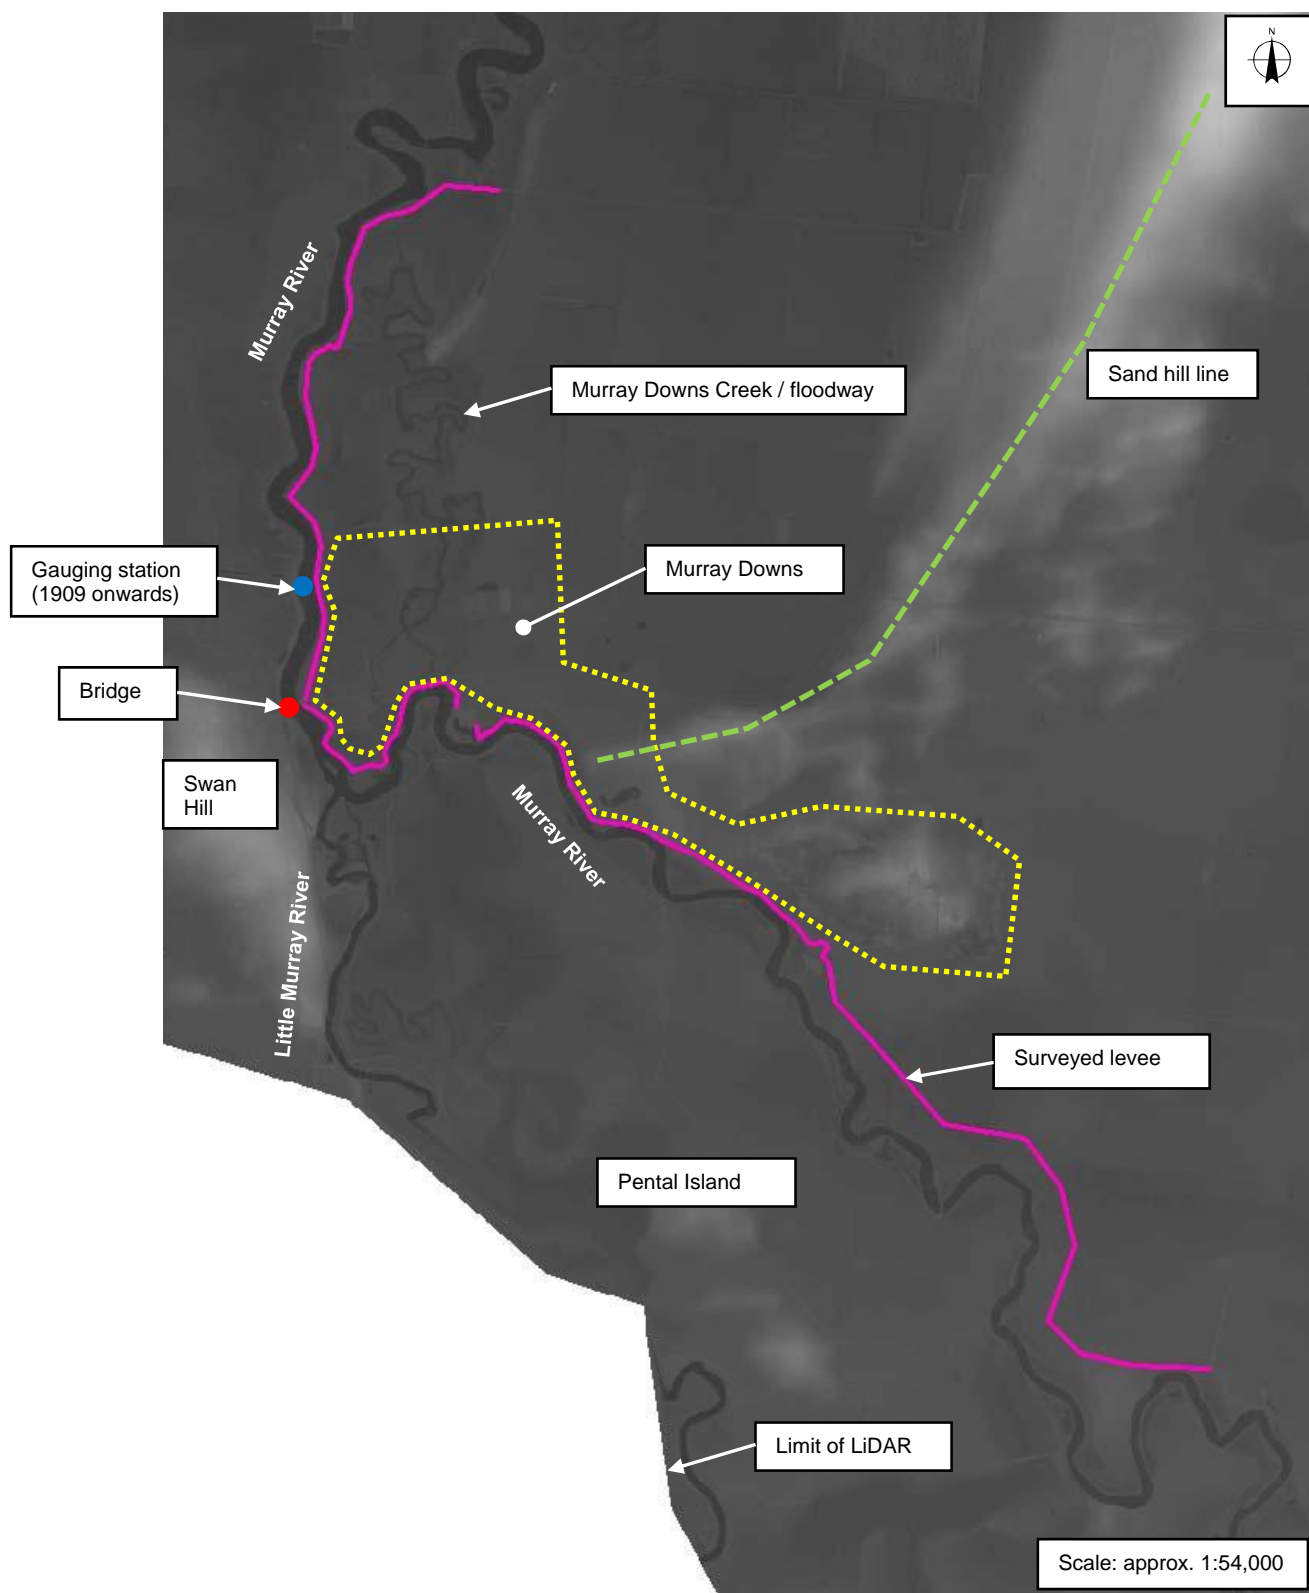 N
Murray River
Sand hill line
Murray Downs Creek / floodway
Gauging station
(1909 onwards)
Murray Downs
Bridge
Swan
Hill
Murray River
Little Murray River
Surveyed levee
Pental Island
Limit of LiDAR
Scale: approx. 1:54,000